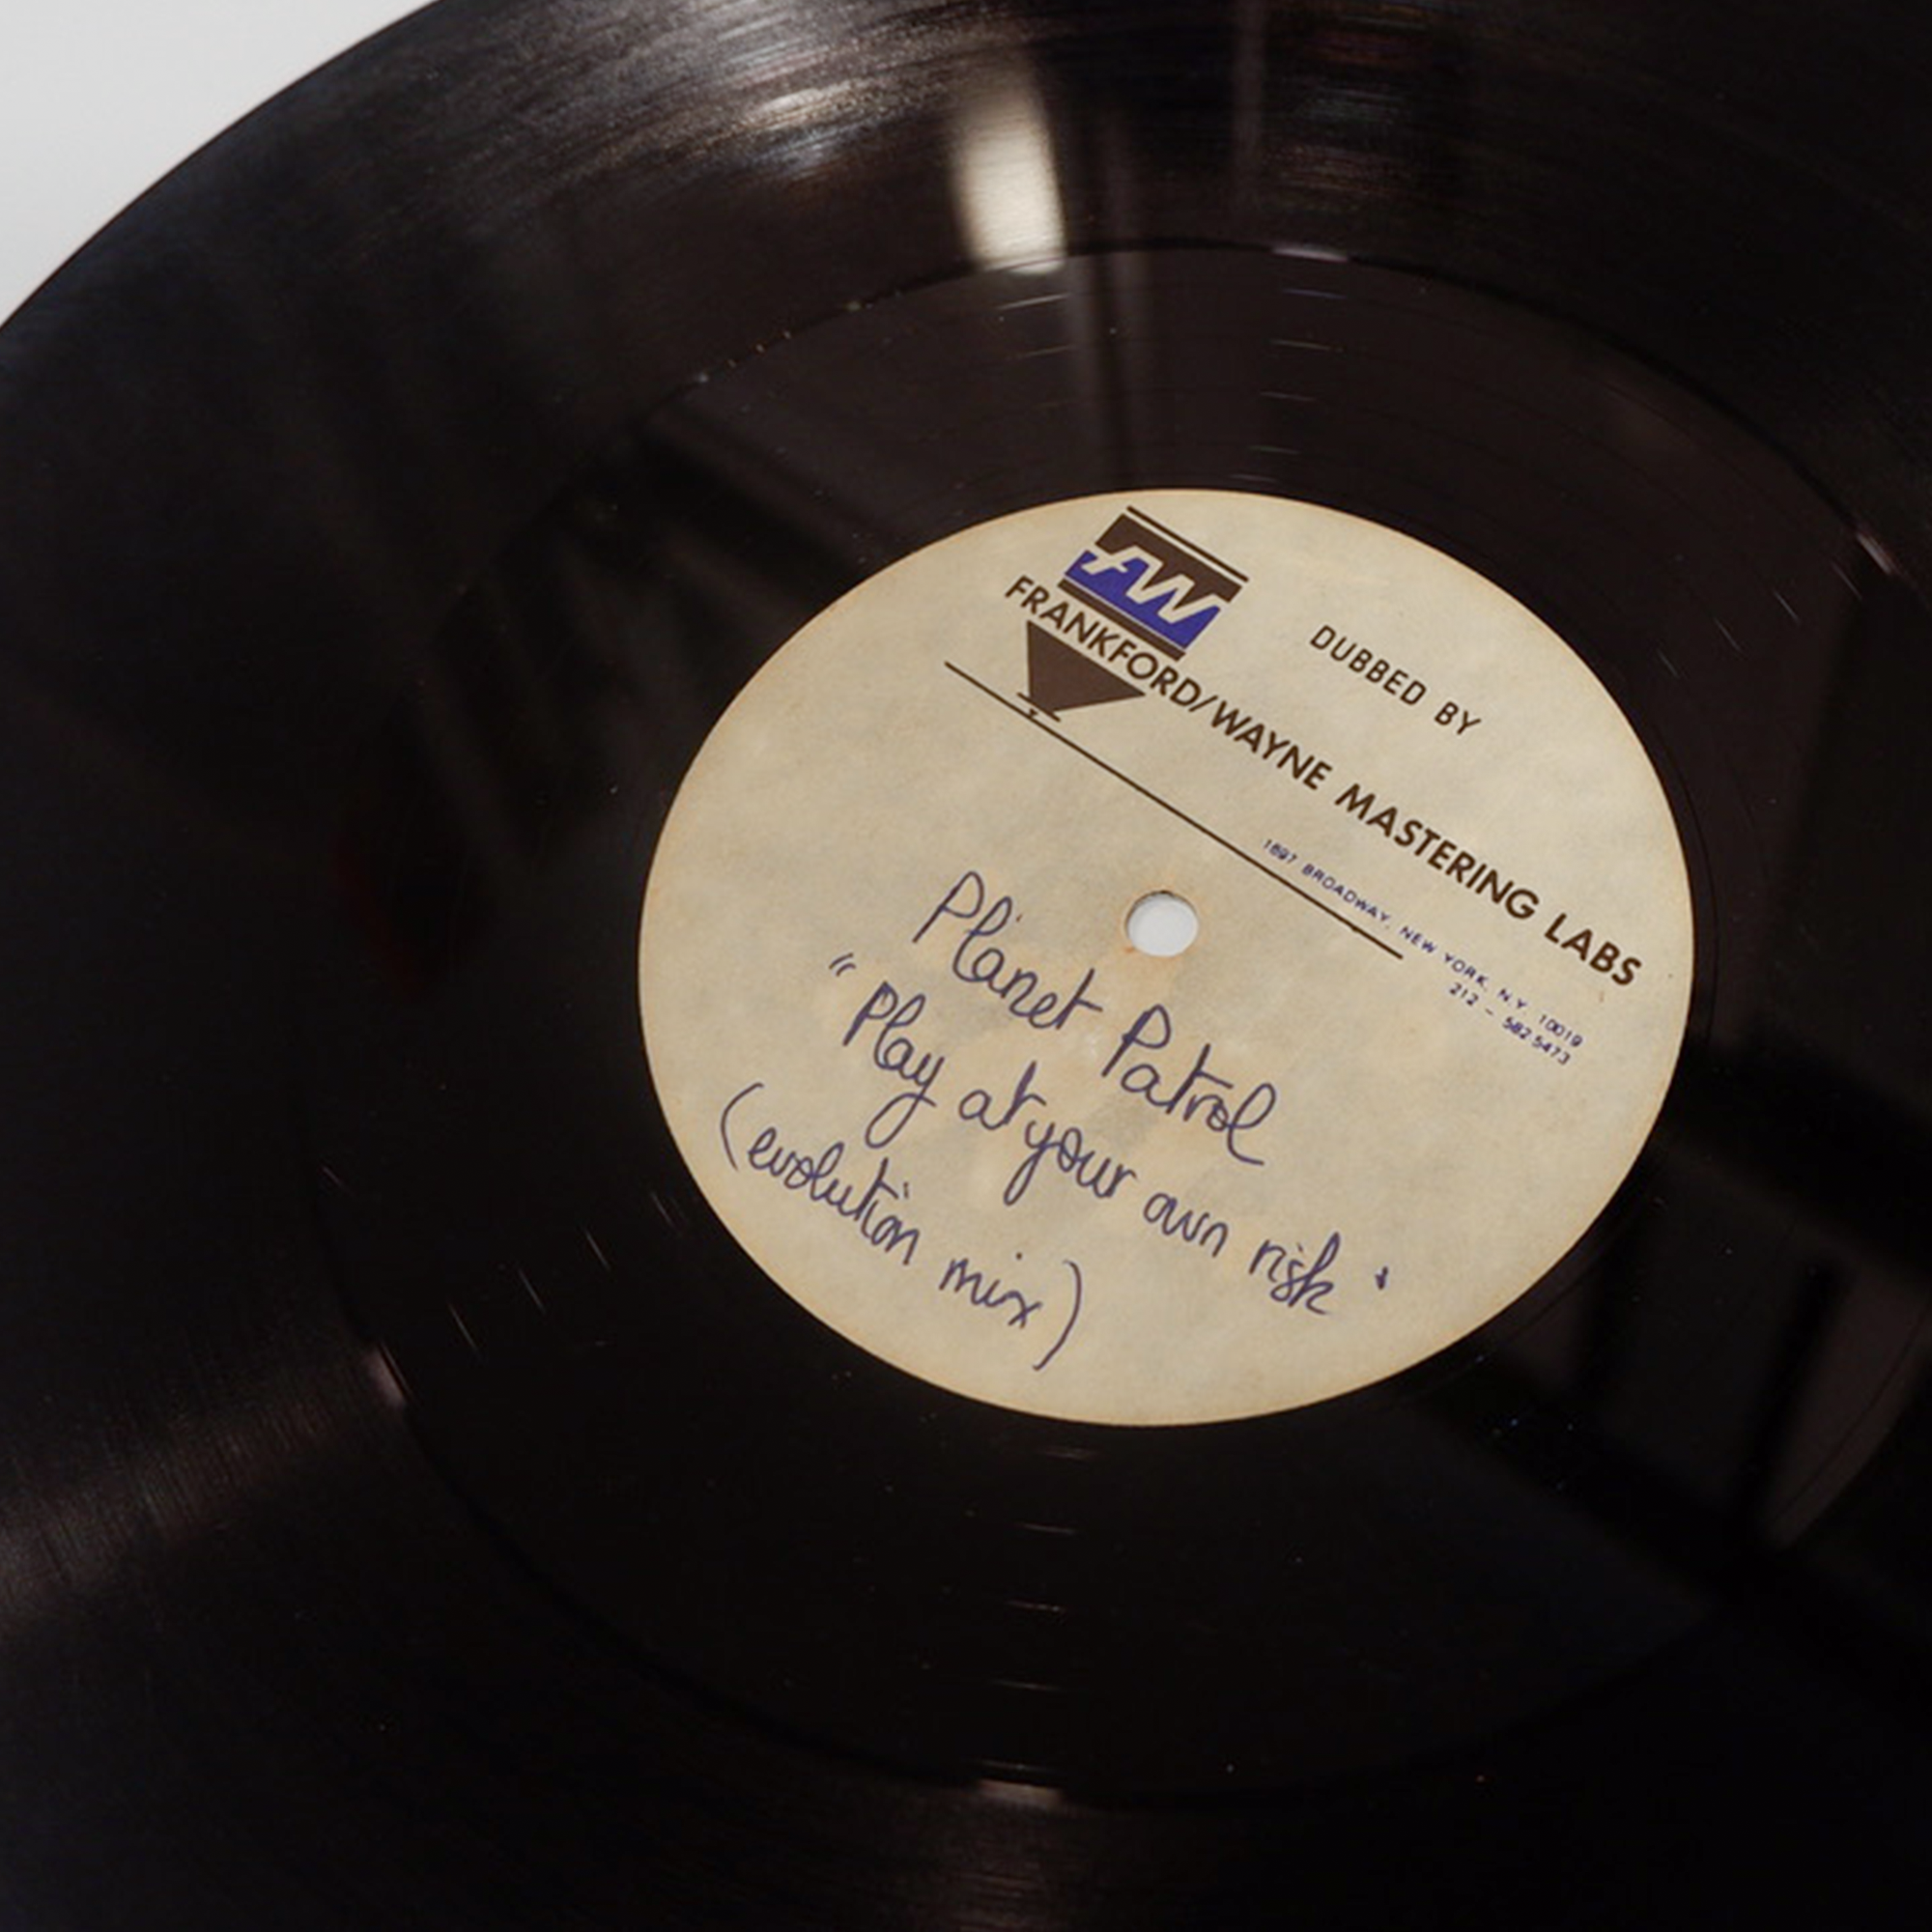 FW
DUBBED BY
FRANKFORD/WAYNE MASTERING LABS
1697 BROADWAY, NEW YORK, N.Y. 10019
212 - 582-5473
Planet Patrol
"Play at your own risk"
(evolution mix)